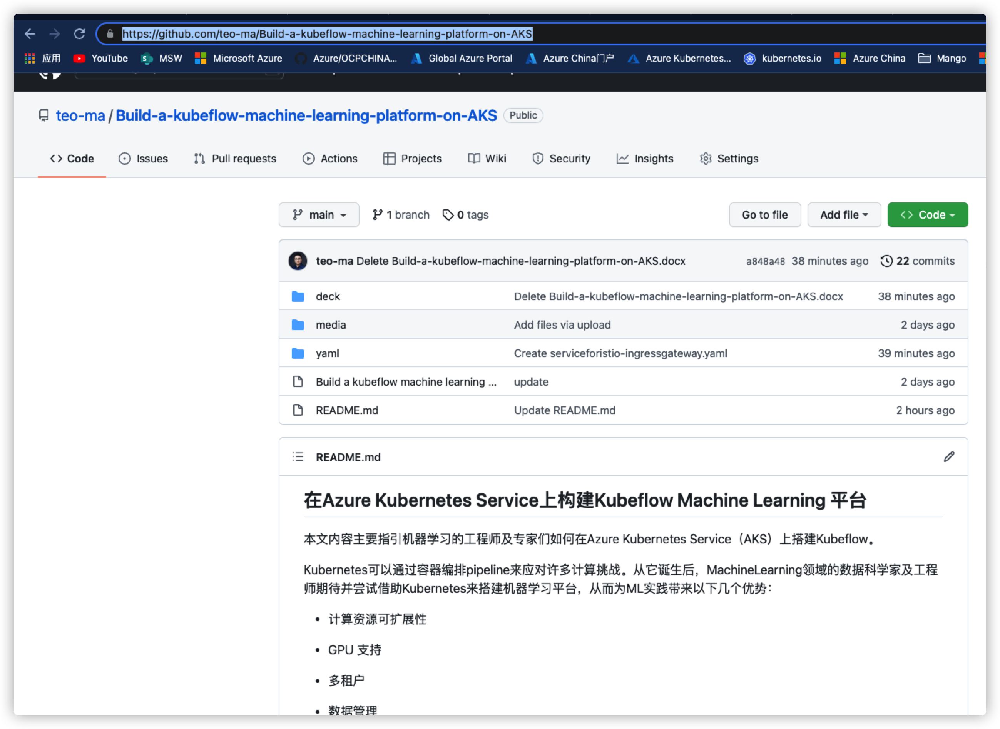 https://github.com/teo-ma/Build-a-kubeflow-machine-learning-platform-on-AKS
应用 YouTube MSW Microsoft Azure Azure/OCPCHINA... Global Azure Portal Azure China门户 Azure Kubernetes... kubernetes.io Azure China Mango
teo-ma / Build-a-kubeflow-machine-learning-platform-on-AKS Public
Code Issues Pull requests Actions Projects Wiki Security Insights Settings
main 1 branch 0 tags Go to file Add file Code
teo-ma Delete Build-a-kubeflow-machine-learning-platform-on-AKS.docx a848a48 38 minutes ago 22 commits
deck Delete Build-a-kubeflow-machine-learning-platform-on-AKS.docx 38 minutes ago
media Add files via upload 2 days ago
yaml Create serviceforistio-ingressgateway.yaml 39 minutes ago
Build a kubeflow machine learning ... update 2 days ago
README.md Update README.md 2 hours ago
README.md
在Azure Kubernetes Service上构建Kubeflow Machine Learning 平台
本文内容主要指引机器学习的工程师及专家们如何在Azure Kubernetes Service（AKS）上搭建Kubeflow。
Kubernetes可以通过容器编排pipeline来应对许多计算挑战。从它诞生后，MachineLearning领域的数据科学家及工程
师期待并尝试借助Kubernetes来搭建机器学习平台，从而为ML实践带来以下几个优势：
• 计算资源可扩展性
• GPU 支持
• 多租户
• 数据管理